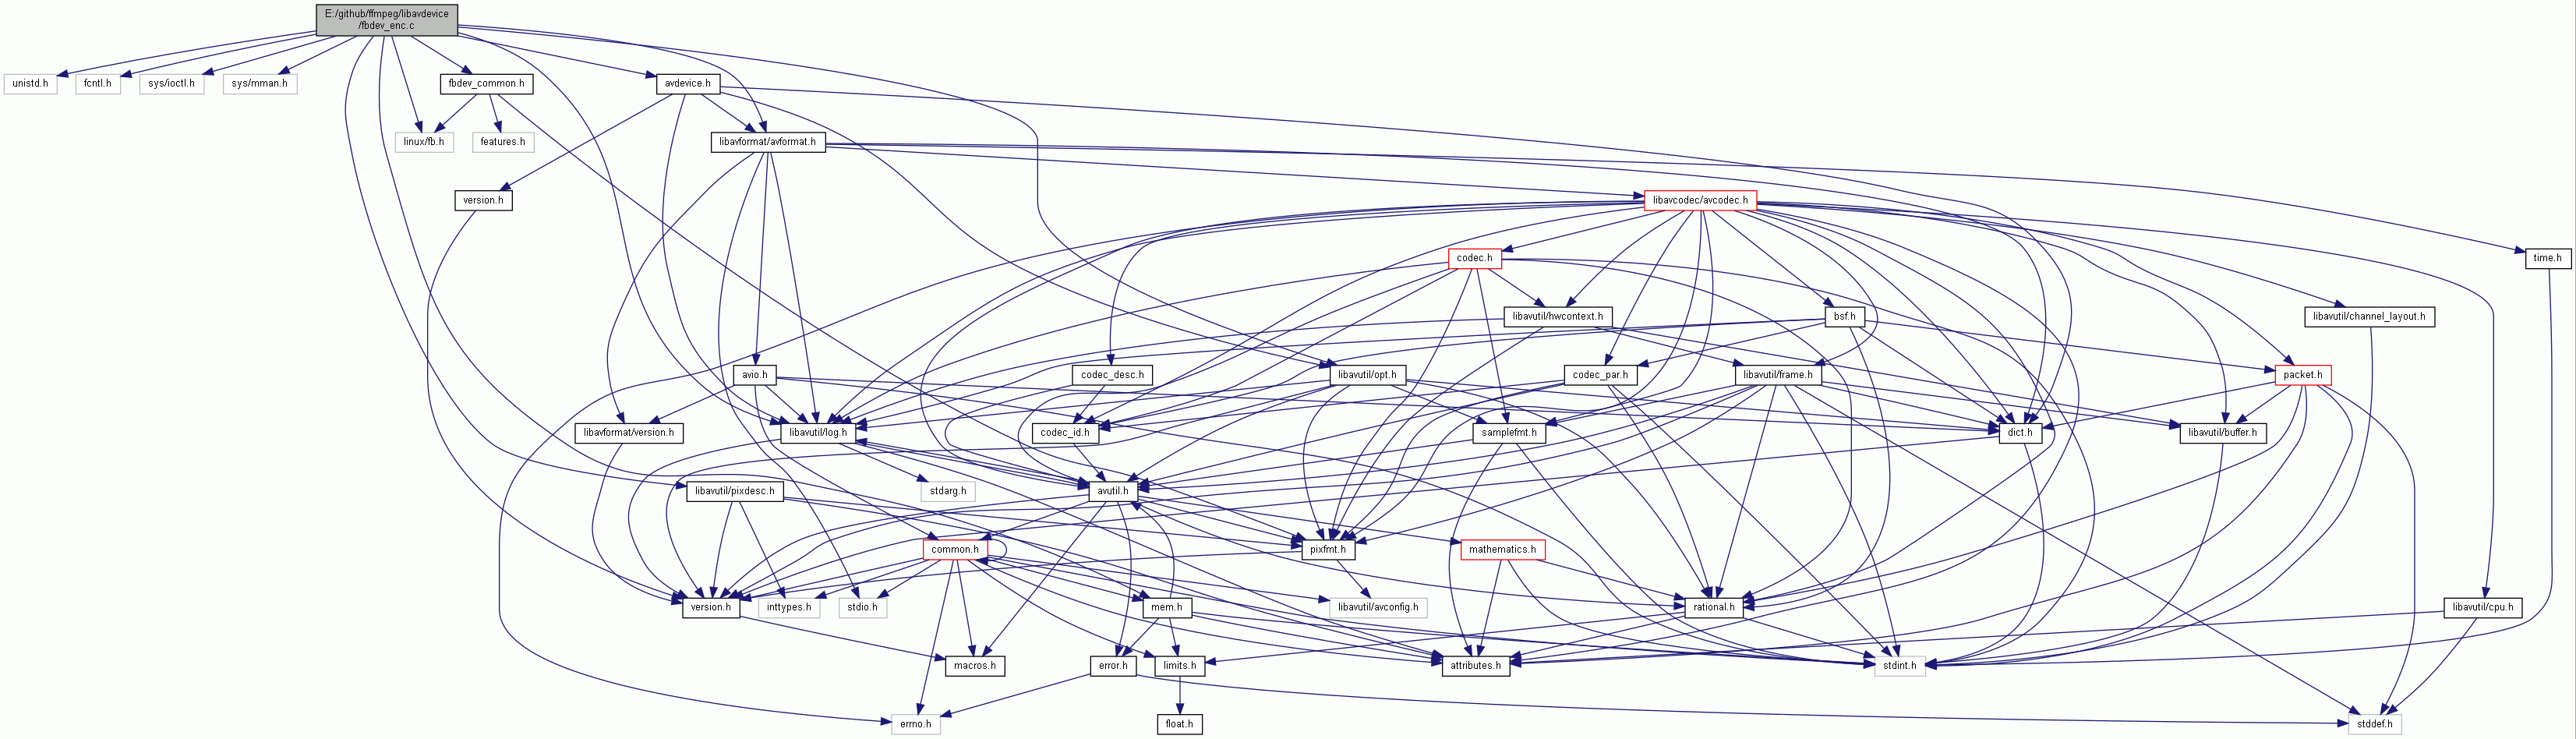 E:/github/ffmpeg/libavdevice
/fbdev_enc.c
unistd.h
fcntl.h
sys/ioctl.h
sys/mman.h
fbdev_common.h
avdevice.h
linux/fb.h
features.h
libavformat/avformat.h
version.h
libavcodec/avcodec.h
codec.h
time.h
libavutil/hwcontext.h
bsf.h
libavutil/channel_layout.h
avio.h
codec_desc.h
libavutil/opt.h
codec_par.h
libavutil/frame.h
packet.h
libavformat/version.h
libavutil/log.h
codec_id.h
samplefmt.h
dict.h
libavutil/buffer.h
libavutil/pixdesc.h
stdarg.h
avutil.h
common.h
pixfmt.h
mathematics.h
version.h
inttypes.h
stdio.h
mem.h
libavutil/avconfig.h
rational.h
libavutil/cpu.h
macros.h
error.h
limits.h
attributes.h
stdint.h
errno.h
float.h
stddef.h